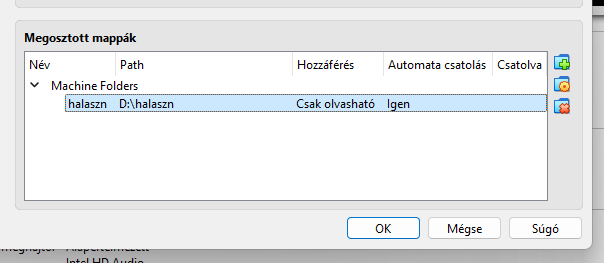 Megosztott mappák
Név Path Hozzáférés Automata csatolás Csatolva
Machine Folders
halaszn D:\halaszn Csak olvasható Igen
OK Mégse Súgó
Intel HD Audio